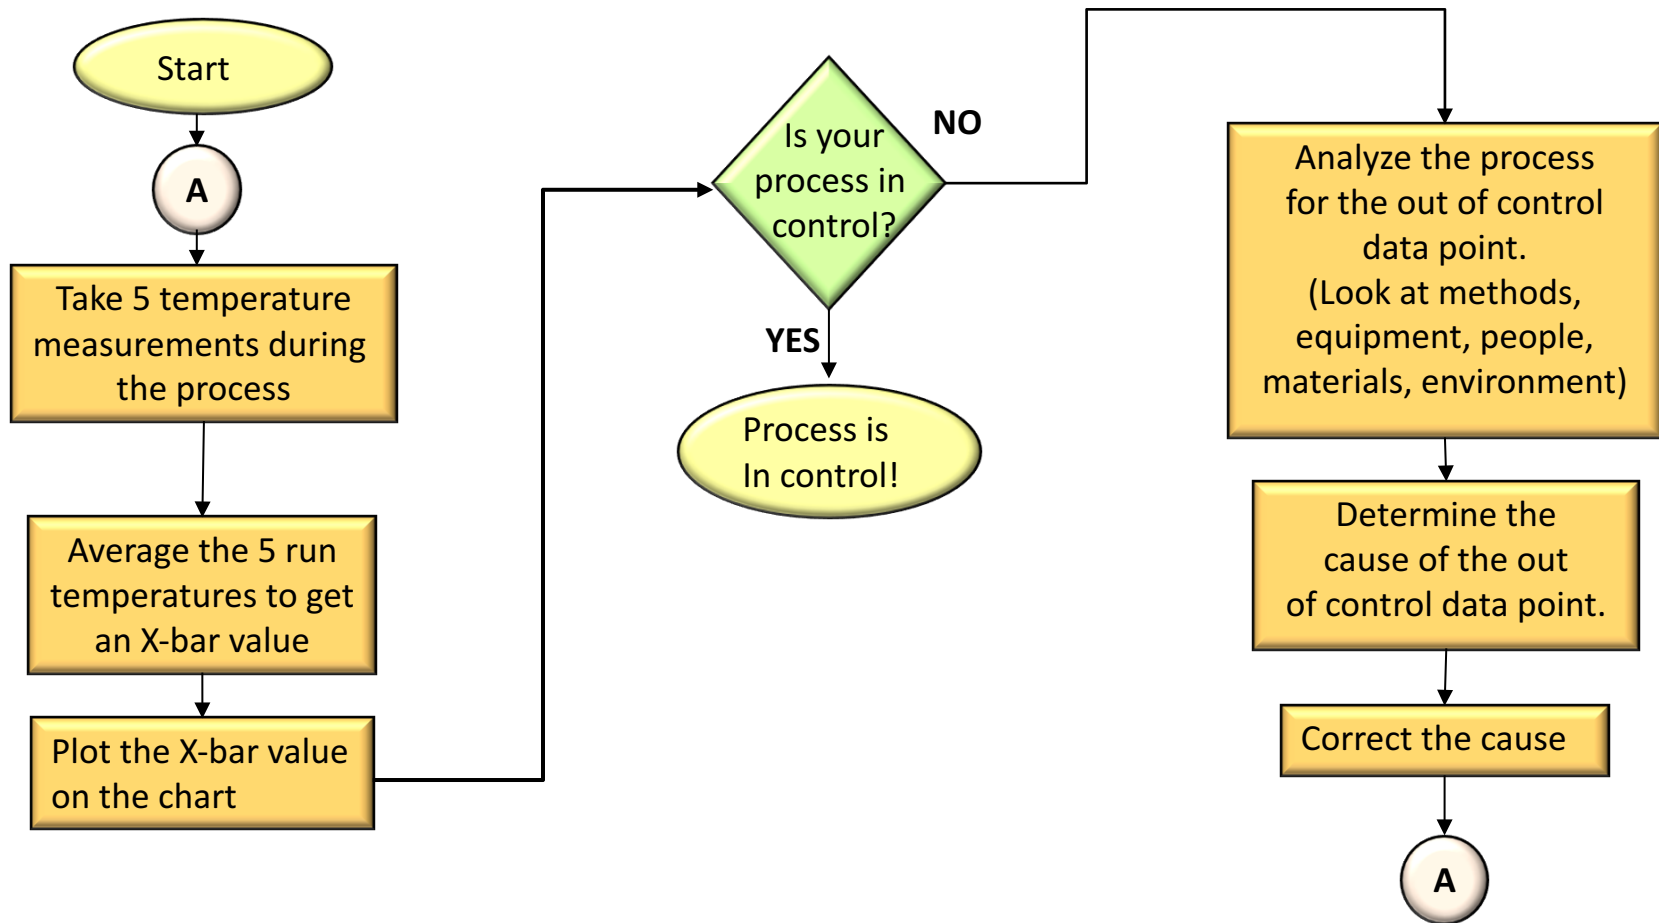 Start
A
Take 5 temperature
measurements during
the process
Average the 5 run
temperatures to get
an X-bar value
Plot the X-bar value
on the chart
Is your
process in
control?
NO
YES
Process is
In control!
Analyze the process
for the out of control
data point.
(Look at methods,
equipment, people,
materials, environment)
Determine the
cause of the out
of control data point.
Correct the cause
A